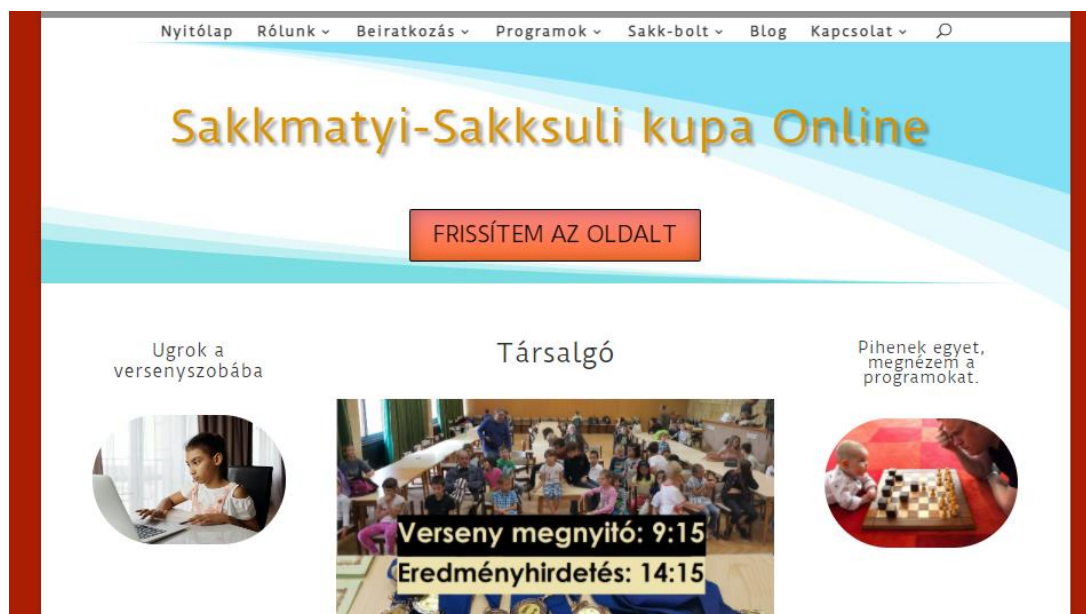 Nyitólap Rólunk Beiratkozás Programok Sakk-bolt Blog Kapcsolat
Sakkmatyi-Sakksuli kupa Online
FRISSÍTEM AZ OLDALT
Ugrok a
versenyszobába
Társalgó
Verseny megnyitó: 9:15
Eredményhirdetés: 14:15
Pihenek egyet,
megnézem a
programokat.